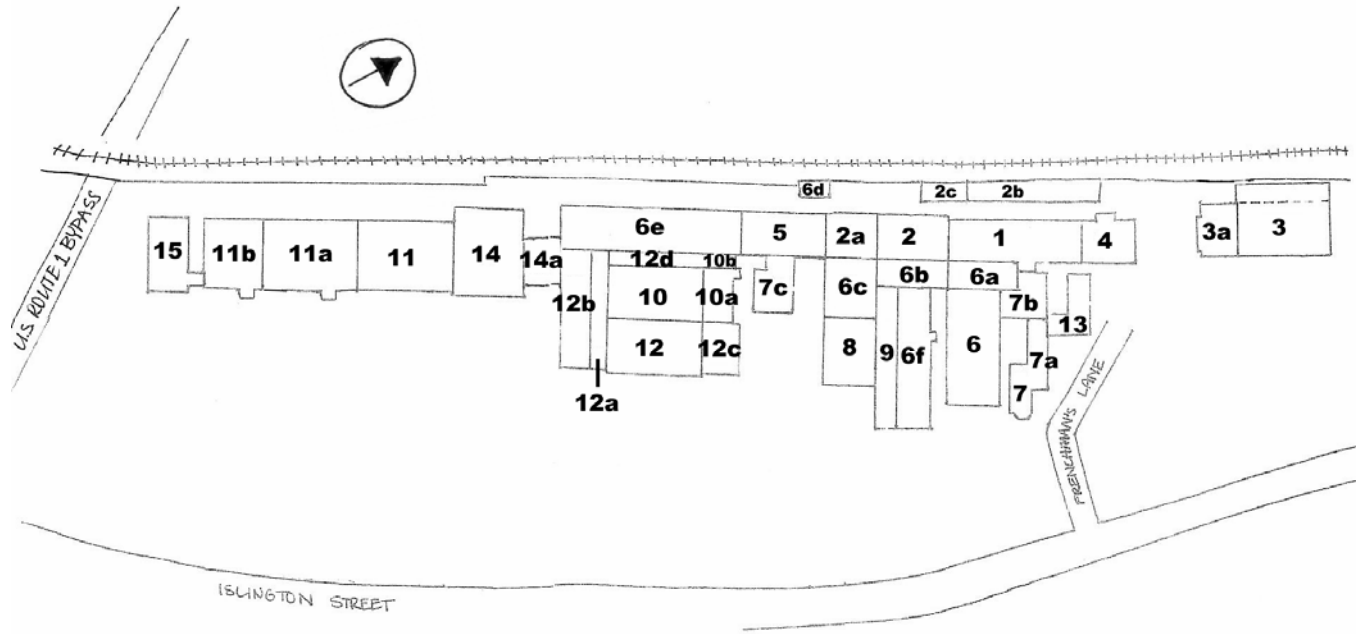 U.S. ROUTE 1 BYPASS
6d
2c
2b
15
11b
11a
11
14
14a
6e
5
2a
2
1
4
3a
3
12d
10b
12b
10
10a
7c
6c
6b
6a
7b
13
12
12c
8
9
6f
6
7a
7
12a
FRENCHMAN'S LANE
ISLINGTON STREET